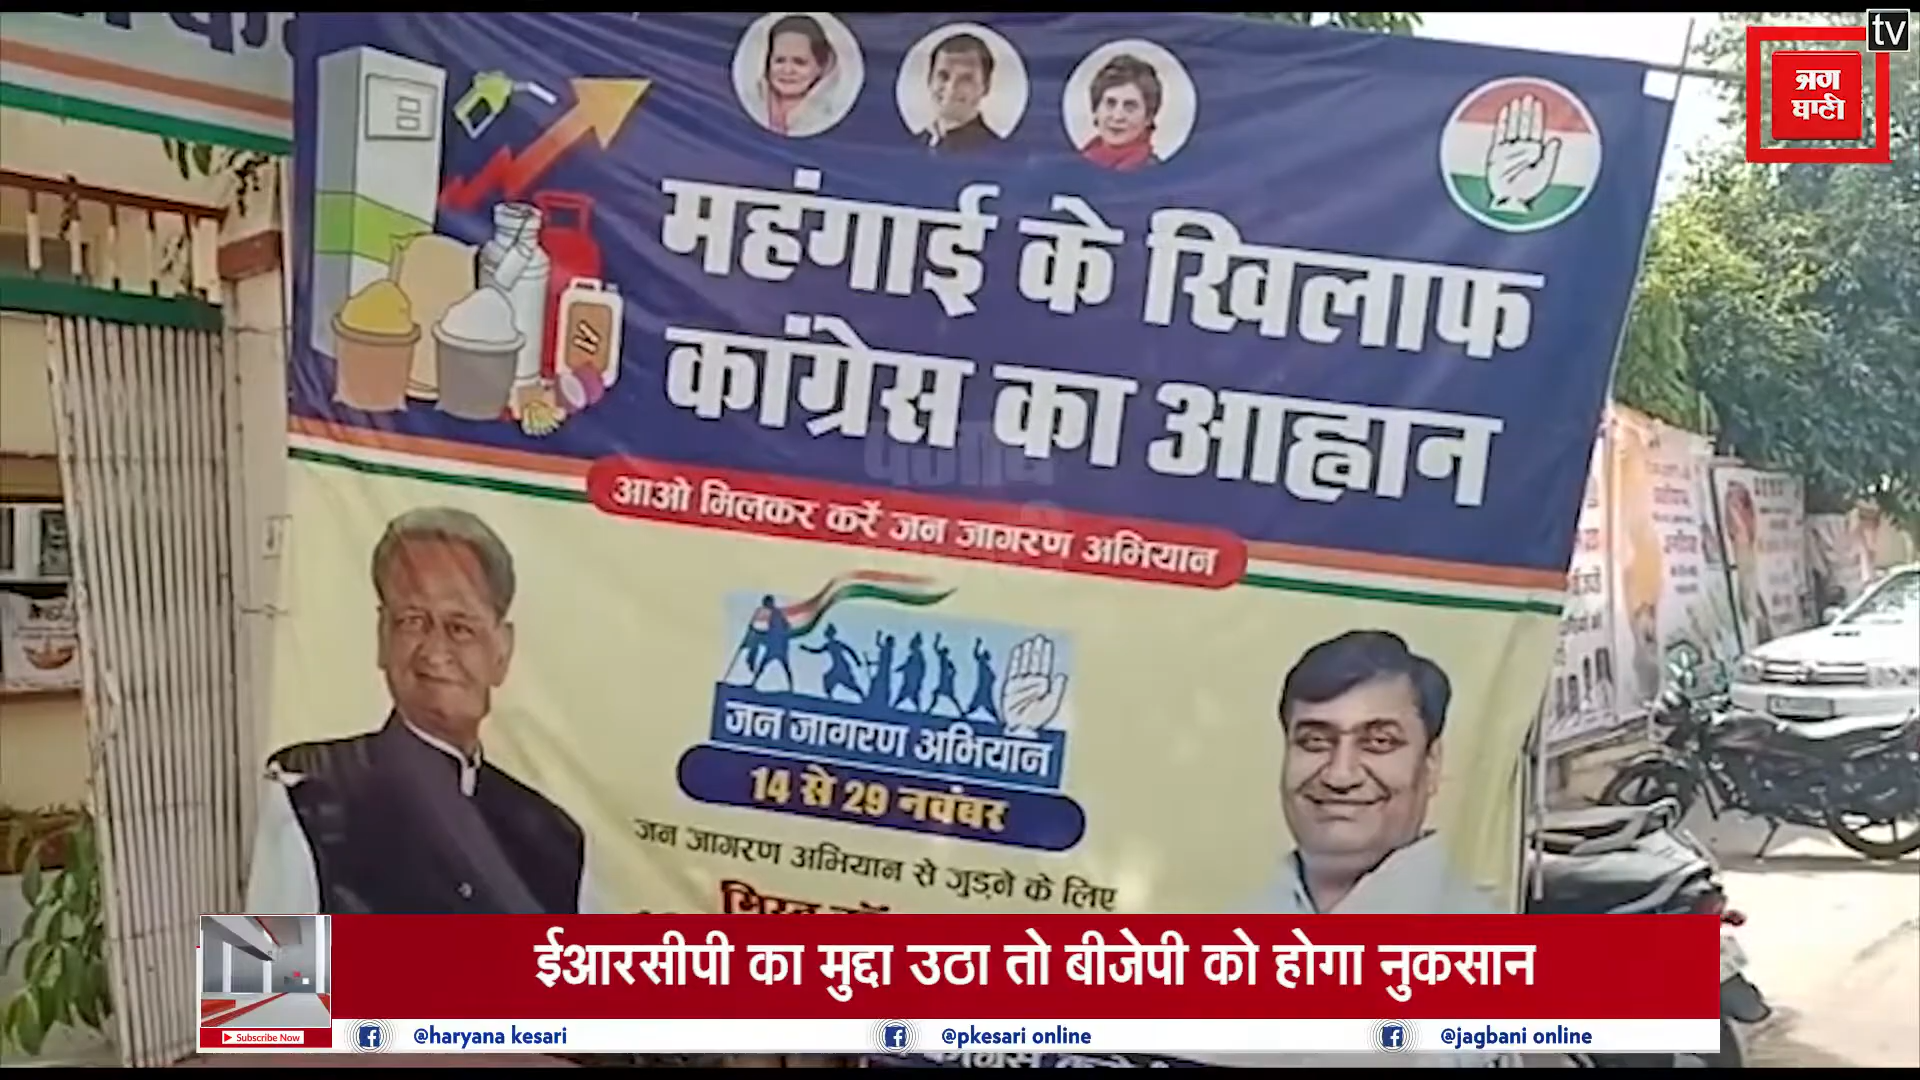 tv
ਜਗ
ਬਾਣੀ
महंगाई के खिलाफ
कांग्रेस का आह्वान
आओ मिलकर करें जन जागरण अभियान
जन जागरण अभियान
14 से 29 नवंबर
जन जागरण अभियान से जुड़ने के लिए
ईआरसीपी का मुद्दा उठा तो बीजेपी को होगा नुकसान
Subscribe Now
@haryana kesari
@pkesari online
@jagbani online